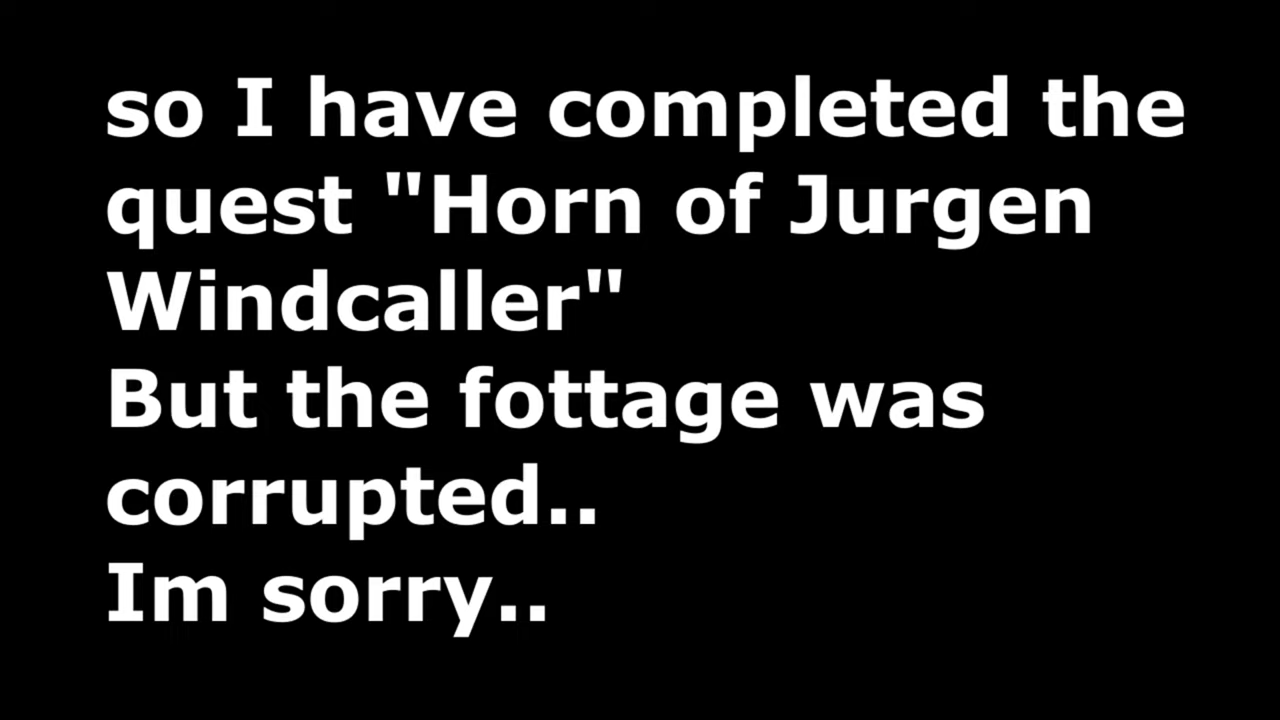 so I have completed the
quest "Horn of Jurgen
Windcaller"
But the fottage was
corrupted..
Im sorry..